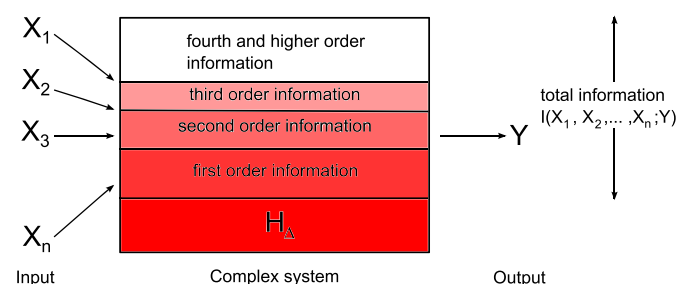 X1
X2
X3
Xn
fourth and higher order
information
third order information
second order information
first order information
HΔ
Y
total information
I(X1, X2,... ,Xn;Y)
Input
Complex system
Output